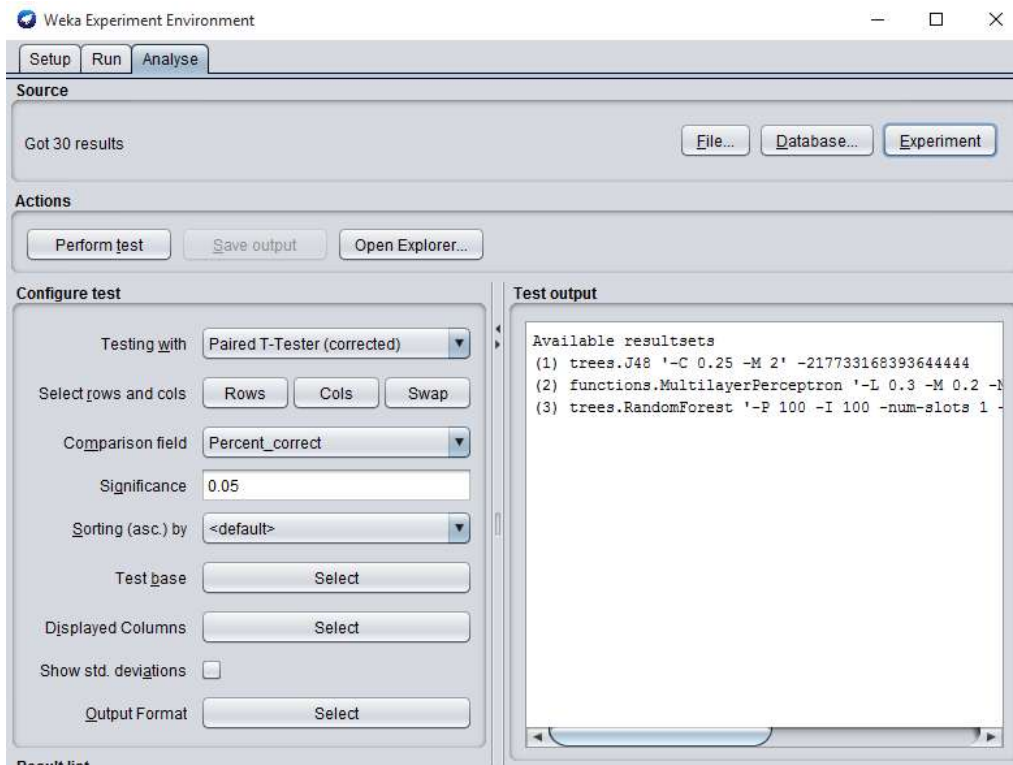 Weka Experiment Environment
Setup Run Analyse
Source
Got 30 results File... Database... Experiment
Actions
Perform test Save output Open Explorer...
Configure test
Testing with Paired T-Tester (corrected)
Select rows and cols Rows Cols Swap
Comparison field Percent_correct
Significance 0.05
Sorting (asc.) by <default>
Test base Select
Displayed Columns Select
Show std. deviations
Output Format Select
Test output
Available resultsets
(1) trees.J48 '-C 0.25 -M 2' -217733168393644444
(2) functions.MultilayerPerceptron '-L 0.3 -M 0.2 -N
(3) trees.RandomForest '-P 100 -I 100 -num-slots 1 -
Result list